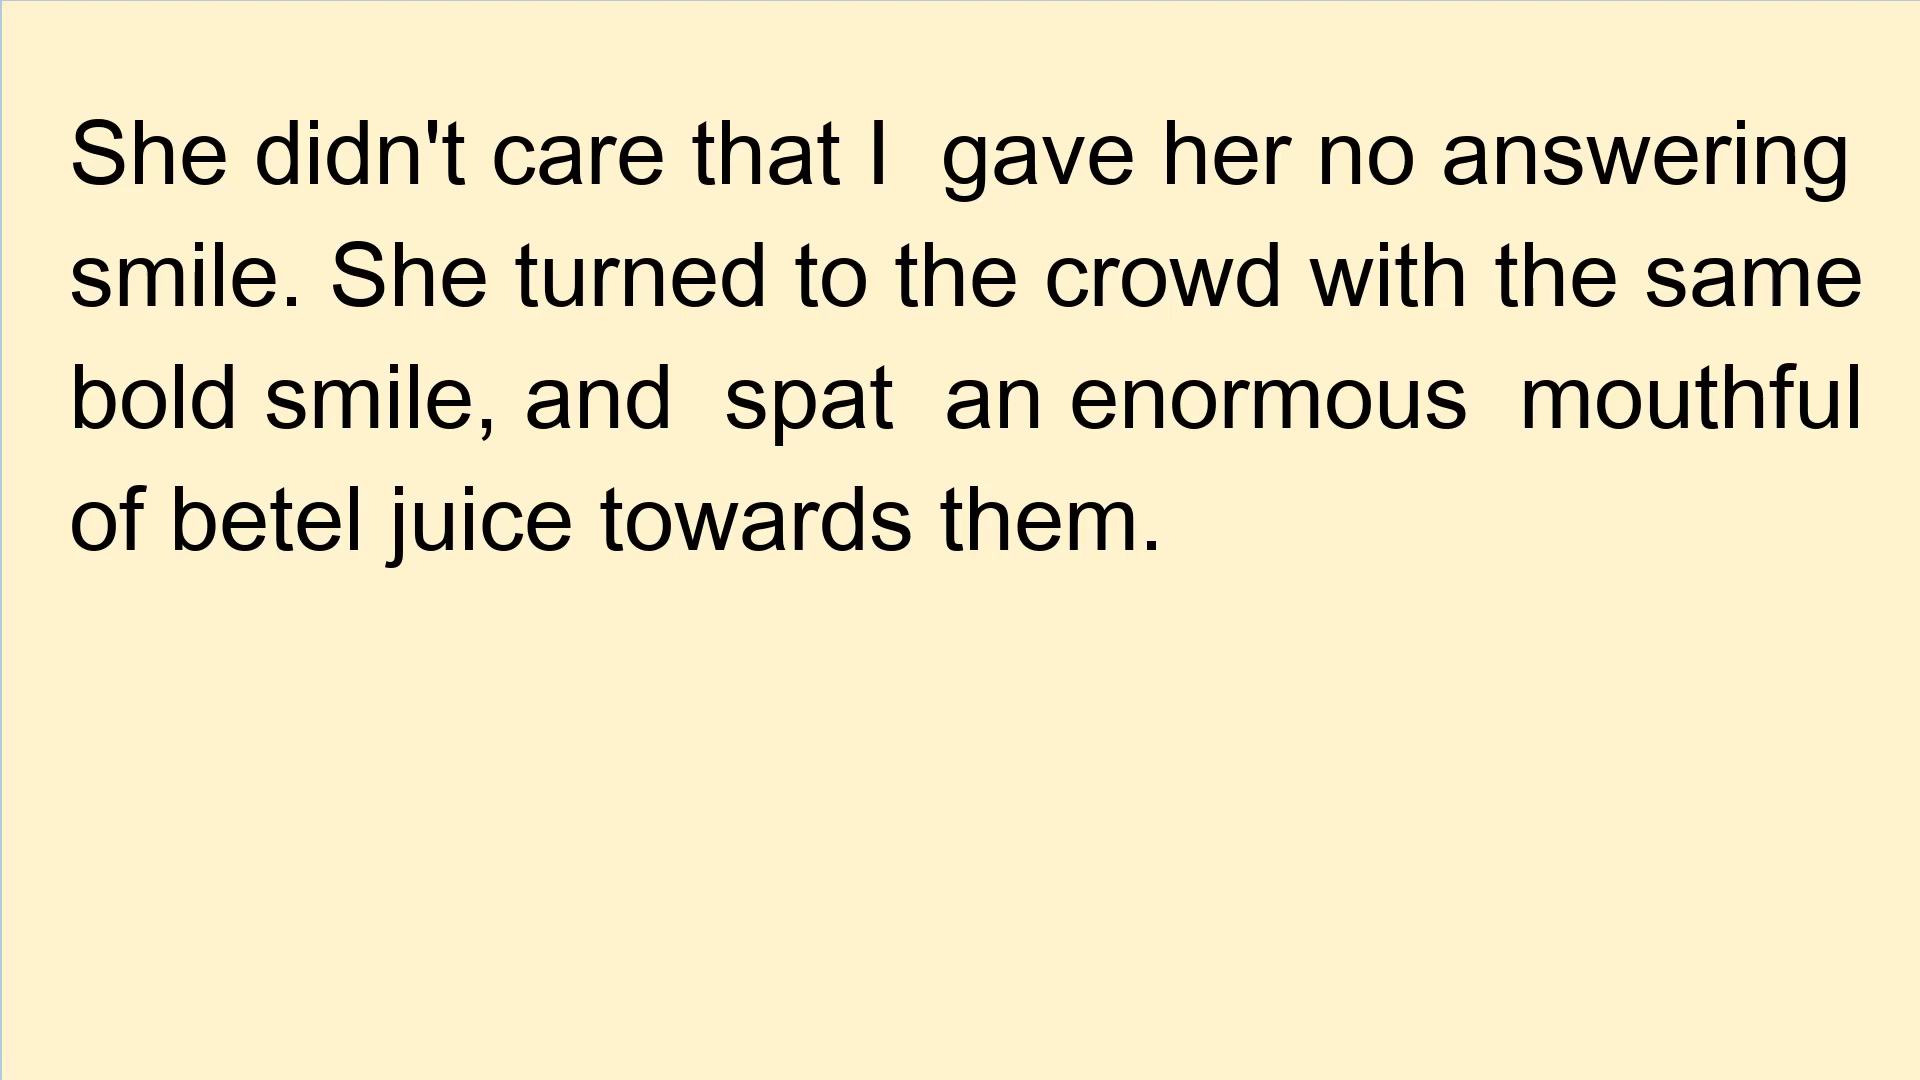 She didn't care that I  gave her no answering
smile. She turned to the crowd with the same
bold smile, and  spat  an enormous  mouthful
of betel juice towards them.